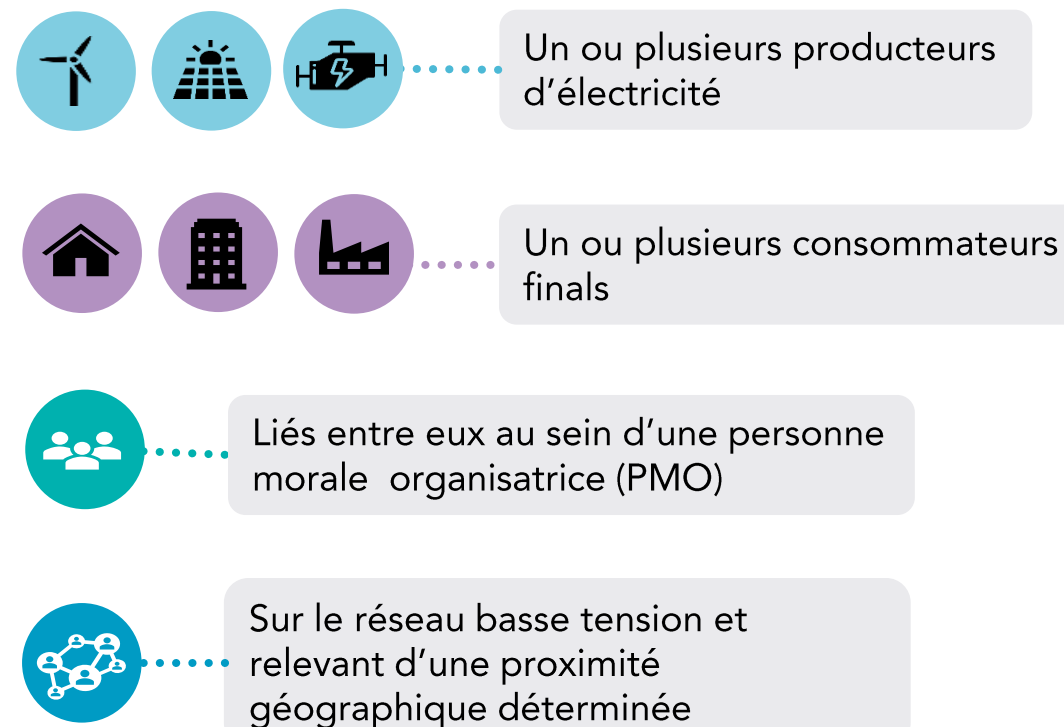 Un ou plusieurs producteurs
d’électricité
Un ou plusieurs consommateurs
finals
Liés entre eux au sein d’une personne
morale organisatrice (PMO)
Sur le réseau basse tension et
relevant d’une proximité
géographique déterminée